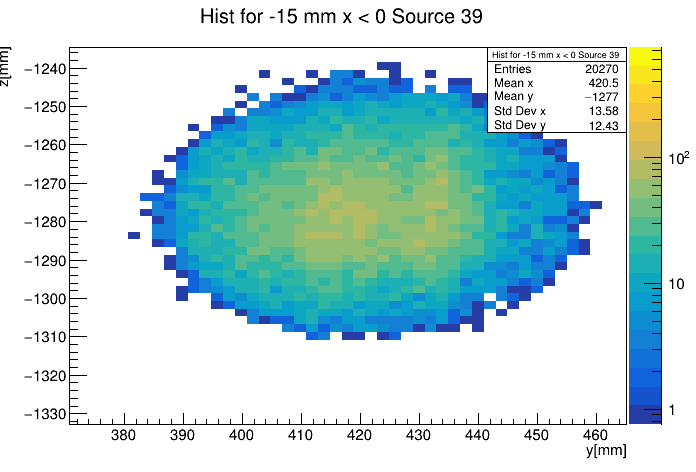 Hist for -15 mm x < 0 Source 39
z[mm]
Hist for -15 mm x < 0 Source 39
Entries 20270
Mean x 420.5
Mean y −1277
Std Dev x 13.58
Std Dev y 12.43
−1240
−1250
−1260
−1270
−1280
−1290
−1300
−1310
−1320
−1330
10²
10
1
380 390 400 410 420 430 440 450 460
y[mm]